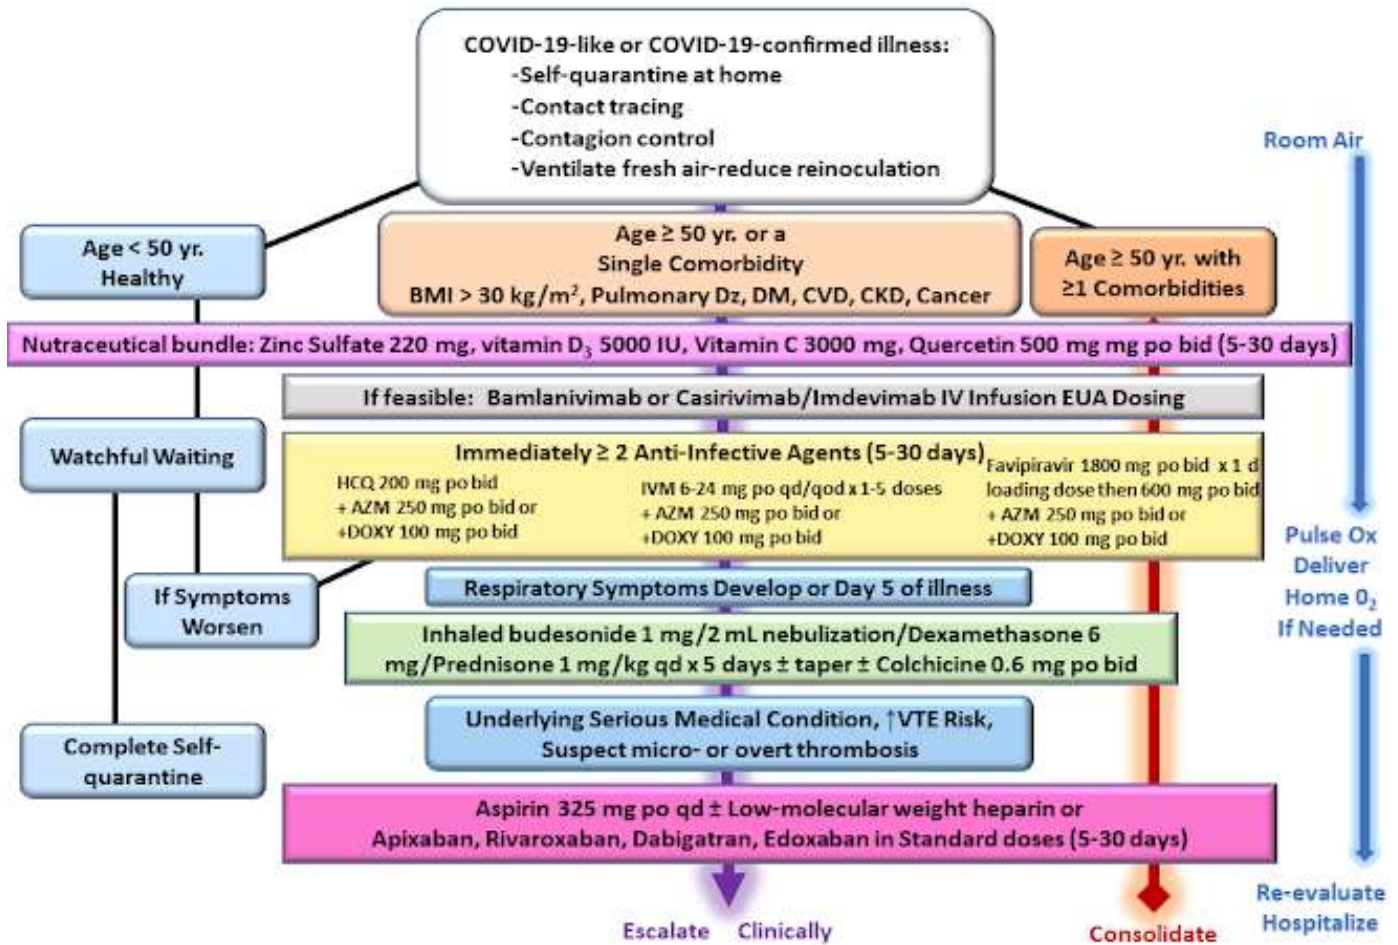 COVID-19-like or COVID-19-confirmed illness:
-Self-quarantine at home
-Contact tracing
-Contagion control
-Ventilate fresh air-reduce reinoculation
Room Air
Age < 50 yr.
Healthy
Age ≥ 50 yr. or a
Single Comorbidity
BMI > 30 kg/m², Pulmonary Dz, DM, CVD, CKD, Cancer
Age ≥ 50 yr. with
≥1 Comorbidities
Nutraceutical bundle: Zinc Sulfate 220 mg, vitamin D₃ 5000 IU, Vitamin C 3000 mg, Quercetin 500 mg mg po bid (5-30 days)
If feasible: Bamlanivimab or Casirivimab/Imdevimab IV Infusion EUA Dosing
Watchful Waiting
Immediately ≥ 2 Anti-Infective Agents (5-30 days)
HCQ 200 mg po bid
+ AZM 250 mg po bid or
+DOXY 100 mg po bid
IVM 6-24 mg po qd/qod x 1-5 doses
+ AZM 250 mg po bid or
+DOXY 100 mg po bid
Favipiravir 1800 mg po bid x 1 d
loading dose then 600 mg po bid
+ AZM 250 mg po bid or
+DOXY 100 mg po bid
Pulse Ox
Deliver
Home 0₂
If Needed
If Symptoms
Worsen
Respiratory Symptoms Develop or Day 5 of illness
Inhaled budesonide 1 mg/2 mL nebulization/Dexamethasone 6
mg/Prednisone 1 mg/kg qd x 5 days ± taper ± Colchicine 0.6 mg po bid
Underlying Serious Medical Condition, ↑VTE Risk,
Suspect micro- or overt thrombosis
Complete Self-
quarantine
Aspirin 325 mg po qd ± Low-molecular weight heparin or
Apixaban, Rivaroxaban, Dabigatran, Edoxaban in Standard doses (5-30 days)
Escalate Clinically
Consolidate
Re-evaluate
Hospitalize